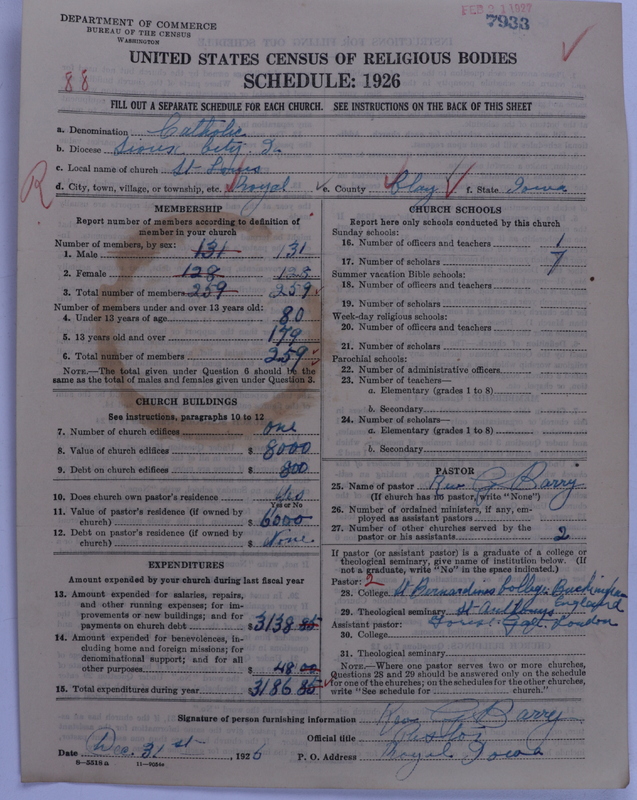 DEPARTMENT OF COMMERCE
BUREAU OF THE CENSUS
WASHINGTON
FEB 21 1927
7933
UNITED STATES CENSUS OF RELIGIOUS BODIES
SCHEDULE: 1926
88
FILL OUT A SEPARATE SCHEDULE FOR EACH CHURCH. SEE INSTRUCTIONS ON THE BACK OF THIS SHEET
a. Denomination Catholic
b. Diocese Sioux City. Ia.
c. Local name of church St Louis
R
d. City, town, village, or township, etc. Royal e. County Clay f. State Iowa
MEMBERSHIP
Report number of members according to definition of
member in your church
Number of members, by sex:
1. Male 131 131
2. Female 128 128
3. Total number of members 259 259
Number of members under and over 13 years old:
4. Under 13 years of age 80
5. 13 years old and over 179
6. Total number of members 259
NOTE.—The total given under Question 6 should be the
same as the total of males and females given under Question 3.
CHURCH BUILDINGS
See instructions, paragraphs 10 to 12
7. Number of church edifices one
8. Value of church edifices $ 8000
9. Debt on church edifices $ 800
10. Does church own pastor's residence Yes
Yes or No
11. Value of pastor's residence (if owned by
church) $ 6000
12. Debt on pastor's residence (if owned by
church) $ None
EXPENDITURES
Amount expended by your church during last fiscal year
13. Amount expended for salaries, repairs,
and other running expenses; for im-
provements or new buildings; and for
payments on church debt $ 3138 85
14. Amount expended for benevolences, in-
cluding home and foreign missions; for
denominational support; and for all
other purposes $ 48 00
15. Total expenditures during year $ 3186 85
CHURCH SCHOOLS
Report here only schools conducted by this church
Sunday schools:
16. Number of officers and teachers 1
17. Number of scholars 7
Summer vacation Bible schools:
18. Number of officers and teachers
19. Number of scholars
Week-day religious schools:
20. Number of officers and teachers
21. Number of scholars
Parochial schools:
22. Number of administrative officers
23. Number of teachers—
a. Elementary (grades 1 to 8)
b. Secondary
24. Number of scholars—
a. Elementary (grades 1 to 8)
b. Secondary
PASTOR
25. Name of pastor Rev G Barry
(If church has no pastor, write "None")
26. Number of ordained ministers, if any, em-
ployed as assistant pastors
27. Number of other churches served by the
pastor or his assistants 2
If pastor (or assistant pastor) is a graduate of a college or
theological seminary, give name of institution below. (If
not a graduate, write "No" in the space indicated.)
Pastor: 2
28. College St Bernardines College Buckingham
England
29. Theological seminary St Anthony
Assistant pastor: Forest Gate London
30. College
31. Theological seminary
NOTE.—Where one pastor serves two or more churches,
Questions 28 and 29 should be answered only on the schedule
for one of the churches; on the schedules for the other churches,
write "See schedule for church."
Signature of person furnishing information Rev G Barry
Official title Pastor
Date Dec. 31st, 1926 P. O. Address Royal Iowa
8-5518a 11-9084a